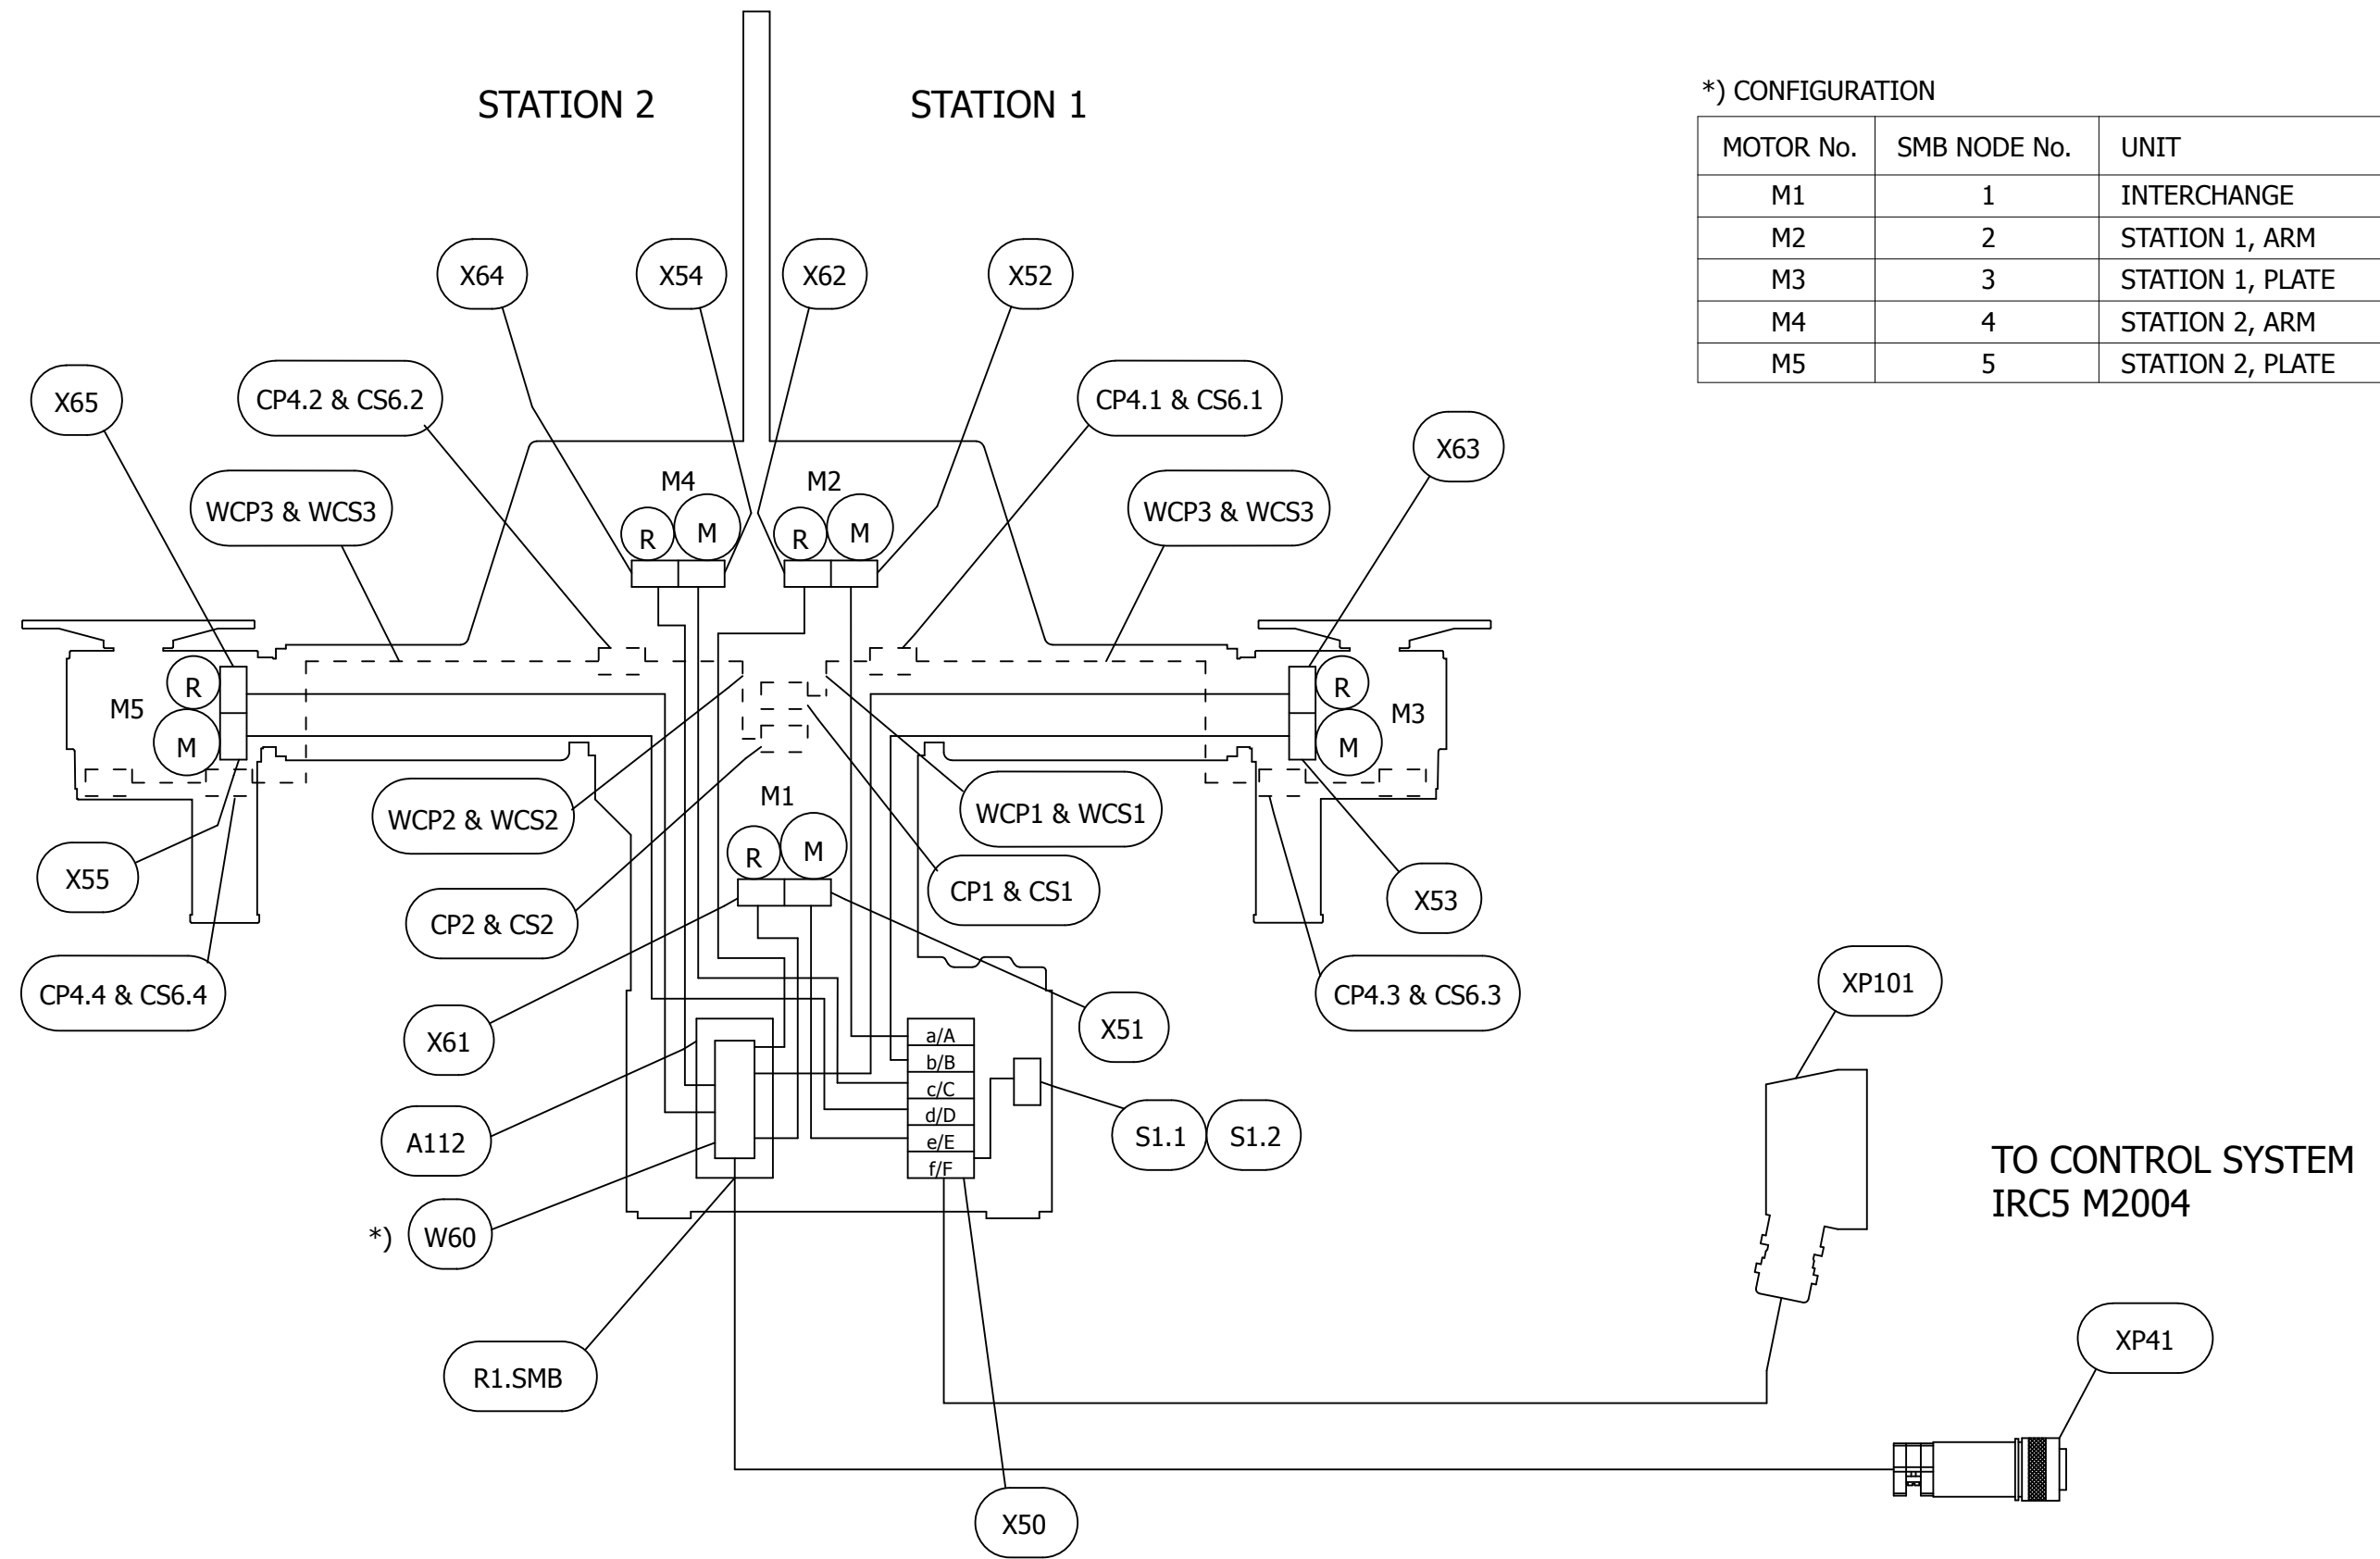 STATION 2
STATION 1
*) CONFIGURATION
MOTOR No. SMB NODE No. UNIT
M1 1 INTERCHANGE
M2 2 STATION 1, ARM
M3 3 STATION 1, PLATE
M4 4 STATION 2, ARM
M5 5 STATION 2, PLATE
X64
X54
X62
X52
X65
CP4.2 & CS6.2
CP4.1 & CS6.1
X63
WCP3 & WCS3
M4
M2
WCP3 & WCS3
R
M
R
M
R
M5
M
R
M3
M
WCP2 & WCS2
M1
WCP1 & WCS1
R
M
X55
CP2 & CS2
CP1 & CS1
X53
CP4.4 & CS6.4
CP4.3 & CS6.3
XP101
X61
X51
a/A
b/B
c/C
d/D
e/E
f/F
A112
S1.1
S1.2
TO CONTROL SYSTEM
IRC5 M2004
*) W60
R1.SMB
XP41
X50